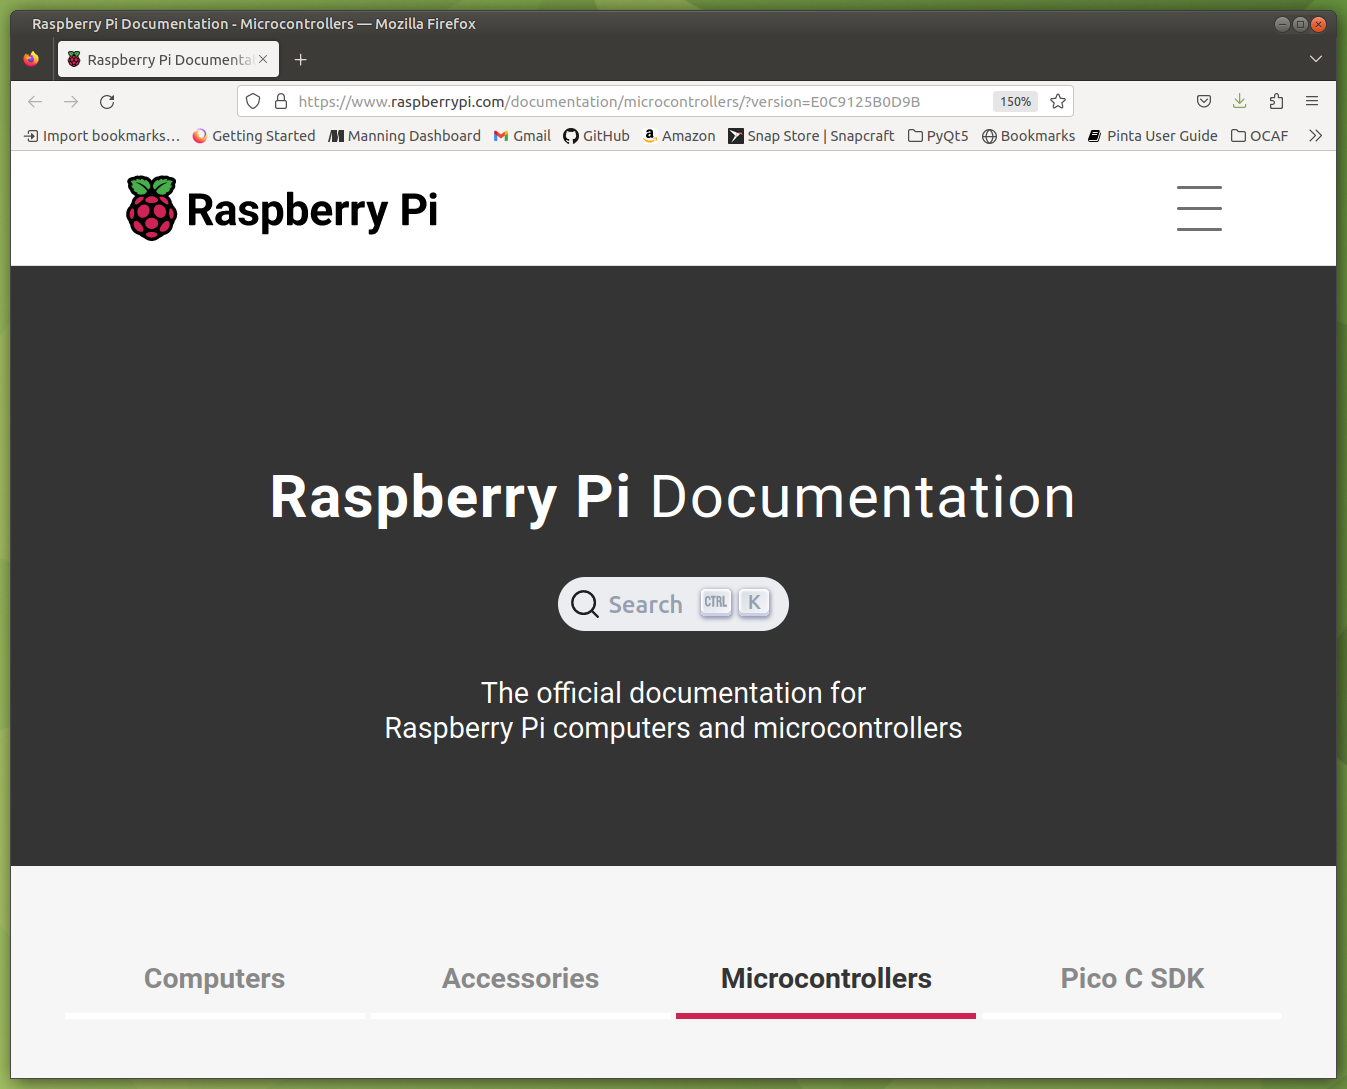 Raspberry Pi Documentation - Microcontrollers — Mozilla Firefox
Raspberry Pi Documentat
https://www.raspberrypi.com/documentation/microcontrollers/?version=E0C9125B0D9B 150%
Import bookmarks… Getting Started Manning Dashboard Gmail GitHub Amazon Snap Store | Snapcraft PyQt5 Bookmarks Pinta User Guide OCAF
Raspberry Pi
Raspberry Pi Documentation
Search CTRL K
The official documentation for
Raspberry Pi computers and microcontrollers
Computers Accessories Microcontrollers Pico C SDK